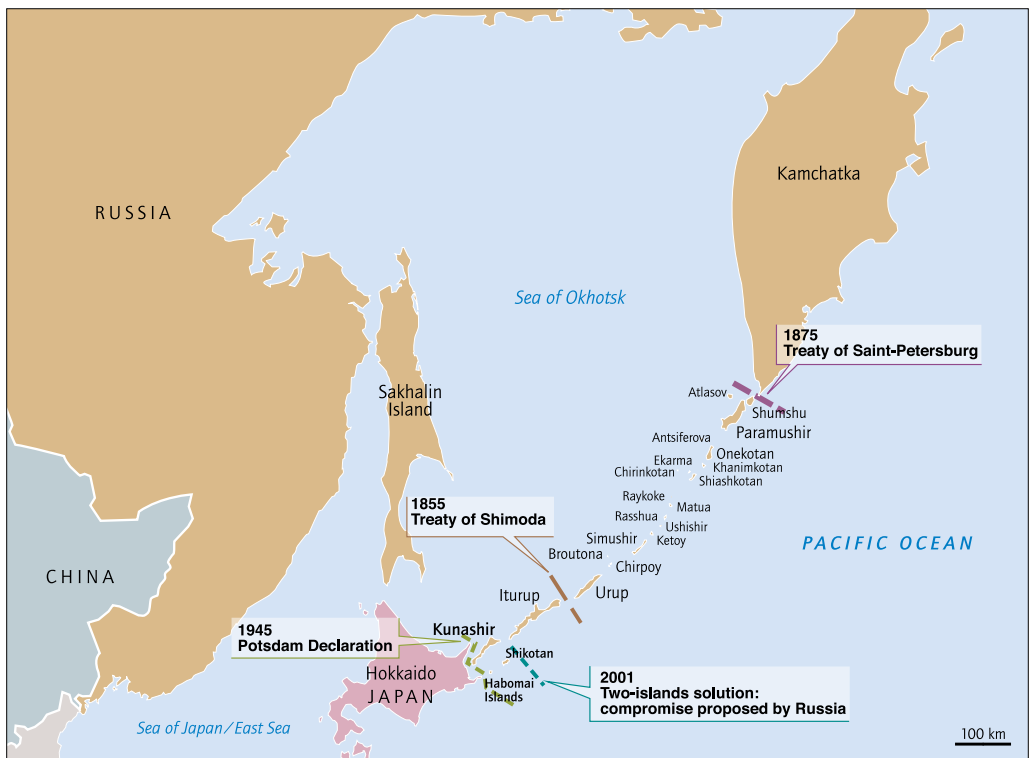 Kamchatka
RUSSIA
Sea of Okhotsk
1875
Treaty of Saint-Petersburg
Atlasov
Sakhalin
Island
Shumshu
Paramushir
Antsiferova
Onekotan
Ekarma
Khanimkotan
Chirinkotan
Shiashkotan
Raykoke
Matua
1855
Treaty of Shimoda
Rasshua
Ushishir
Simushir
Ketoy
PACIFIC OCEAN
Broutona
Chirpoy
CHINA
Iturup
Urup
1945
Potsdam Declaration
Kunashir
Shikotan
Hokkaido
JAPAN
Habomai
Islands
2001
Two-islands solution:
compromise proposed by Russia
Sea of Japan/East Sea
100 km